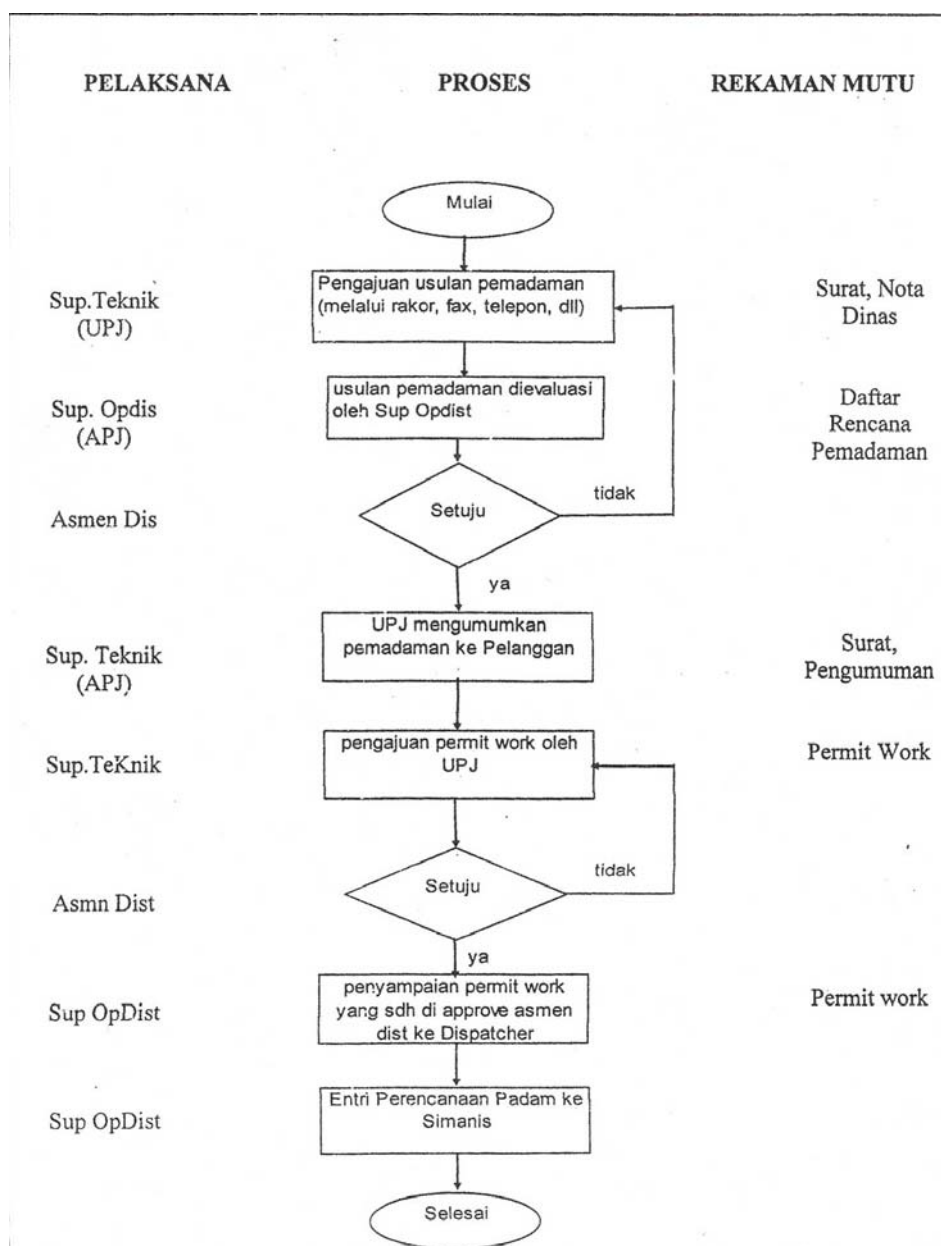 PELAKSANA PROSES REKAMAN MUTU
Mulai
Sup.Teknik
(UPJ)
Pengajuan usulan pemadaman
(melalui rakor, fax, telepon, dll)
Surat, Nota
Dinas
Sup. Opdis
(APJ)
usulan pemadaman dievaluasi
oleh Sup Opdist
Daftar
Rencana
Pemadaman
Asmen Dis
Setuju
tidak
ya
Sup. Teknik
(APJ)
UPJ mengumumkan
pemadaman ke Pelanggan
Surat,
Pengumuman
Sup.TeKnik
pengajuan permit work oleh
UPJ
Permit Work
Asmn Dist
Setuju
tidak
ya
Sup OpDist
penyampaian permit work
yang sdh di approve asmen
dist ke Dispatcher
Permit work
Sup OpDist
Entri Perencanaan Padam ke
Simanis
Selesai